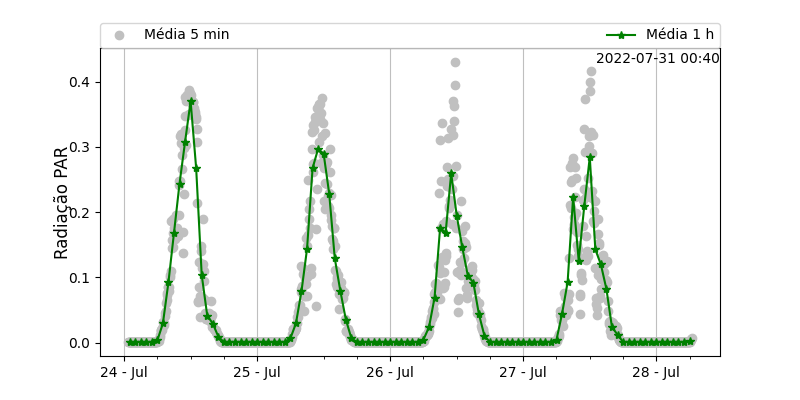 Média 5 min
Média 1 h
2022-07-31 00:40
Radiação PAR
0.4
0.3
0.2
0.1
0.0
24 - Jul
25 - Jul
26 - Jul
27 - Jul
28 - Jul